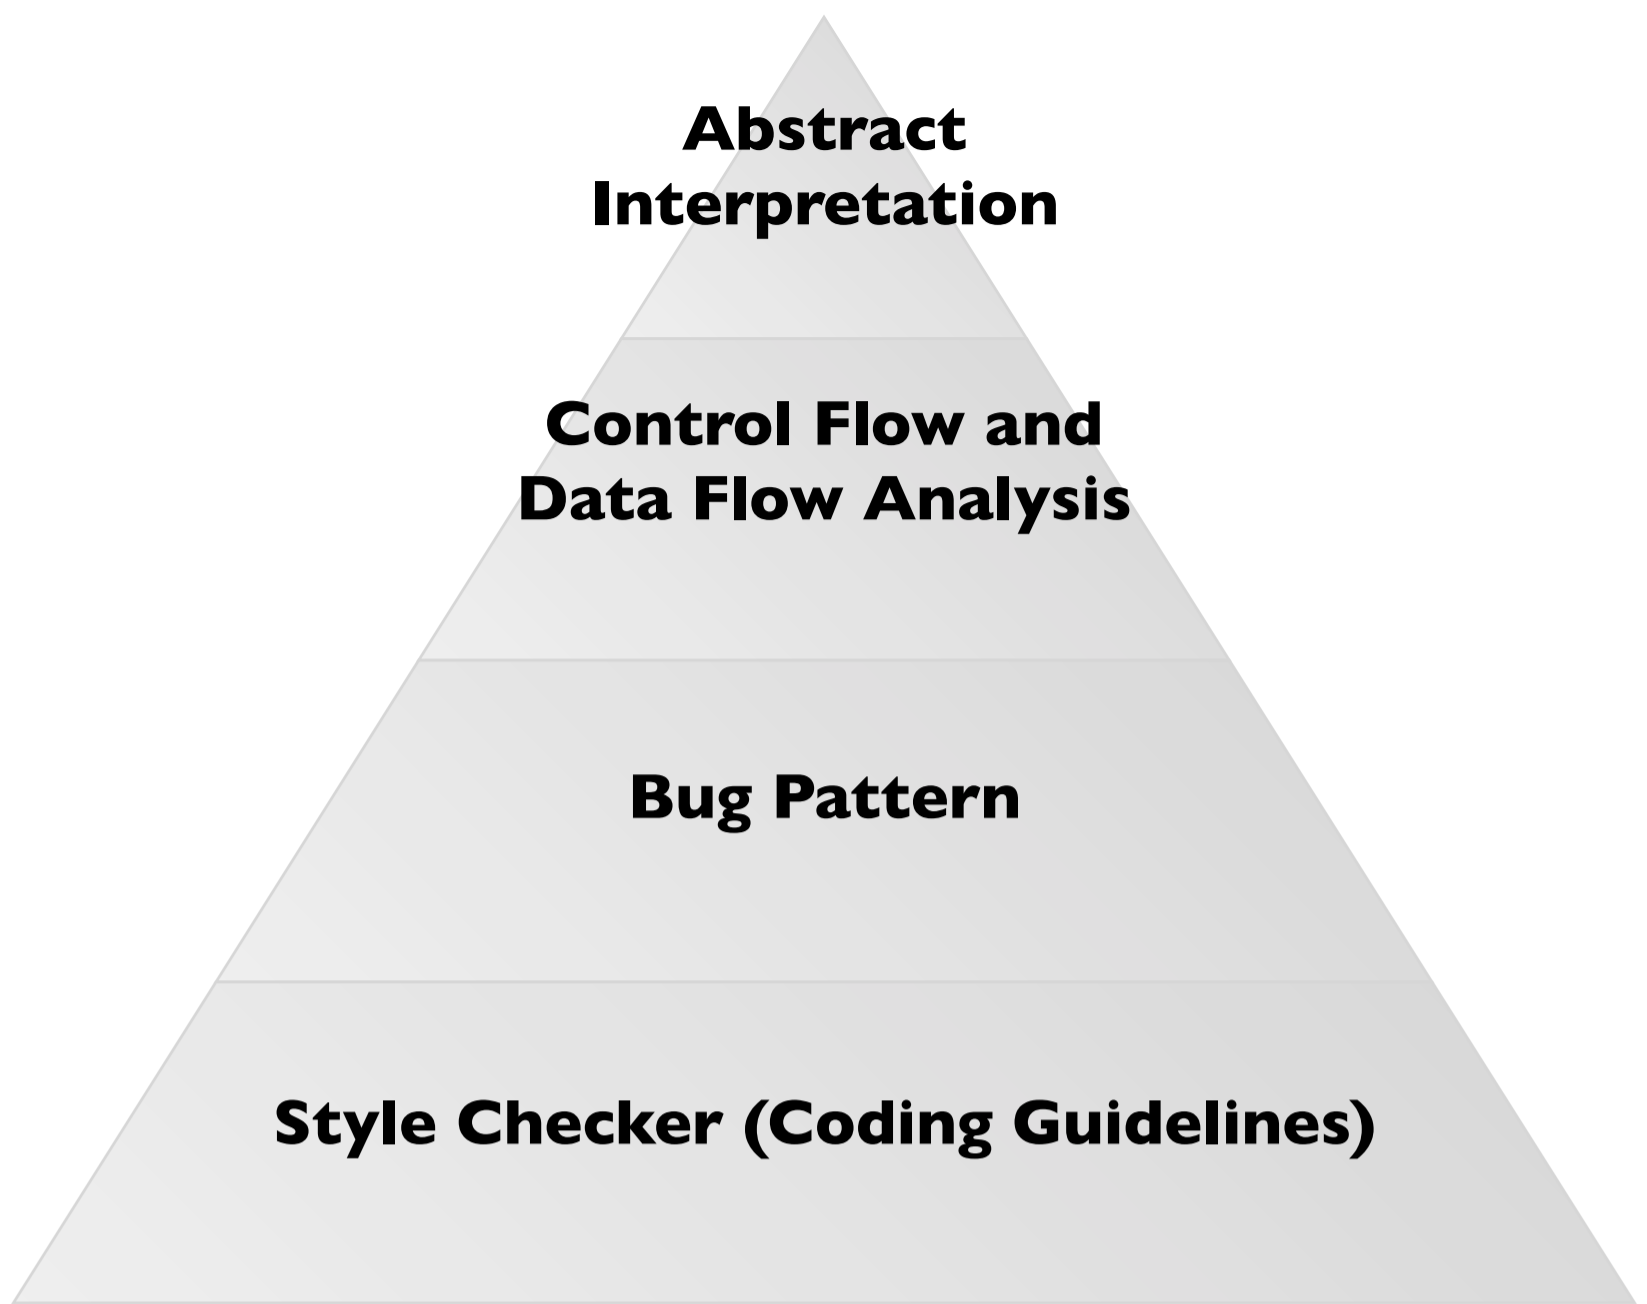 Abstract
Interpretation
Control Flow and
Data Flow Analysis
Bug Pattern
Style Checker (Coding Guidelines)